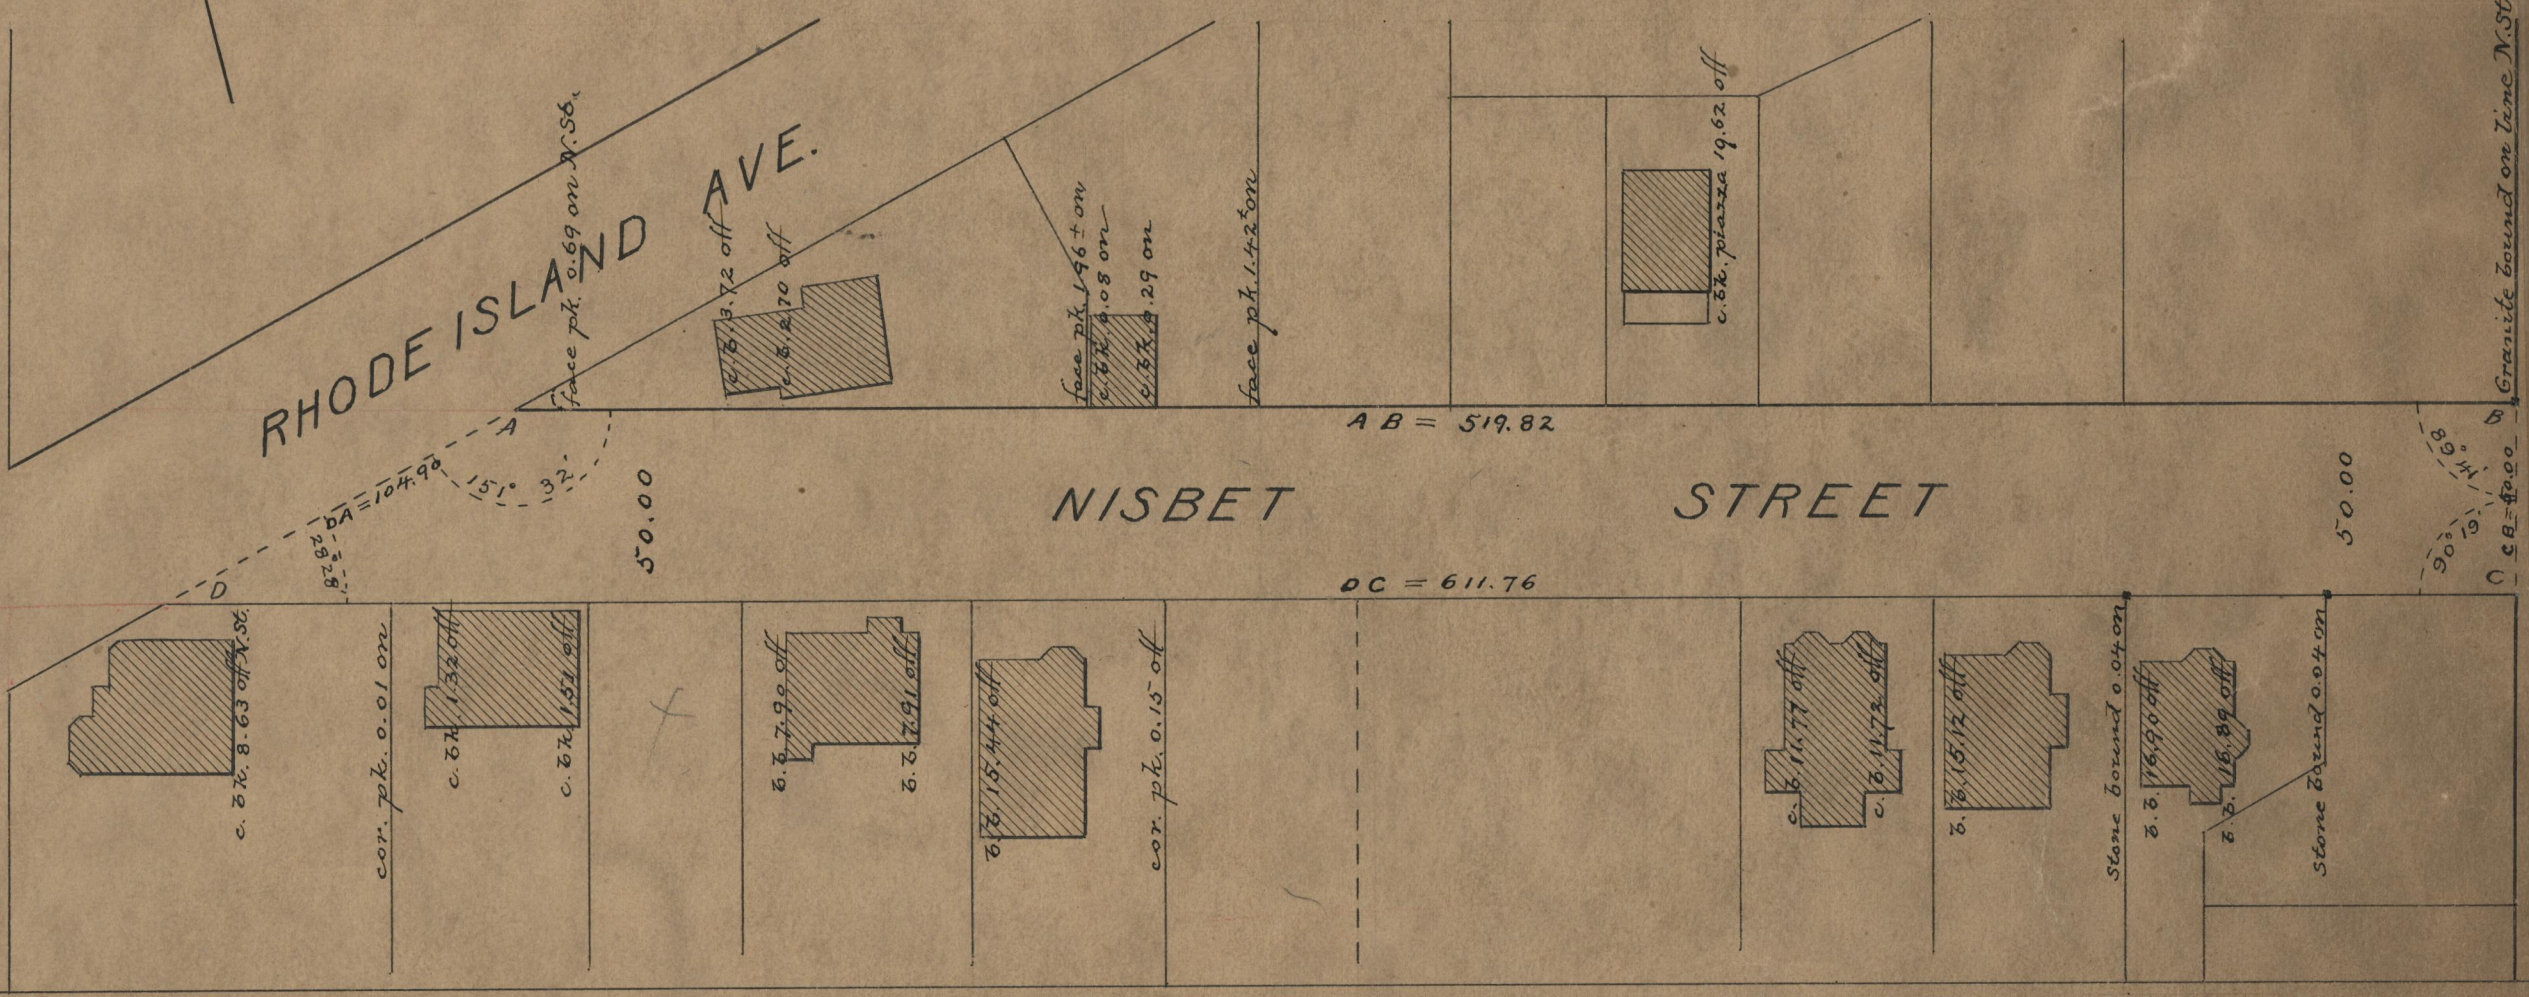 RHODE ISLAND AVE.
face pk. 0.69 on N.St.
c.b. 3.72 off
c.b. 2.70 off
face pk. 1.96 ± on
c.bk. 0.08 on
c.bk. 0.29 on
face pk. 1.42± on
c.bk. piazza 19.62 off
Granite bound on line N.St
A
AB = 519.82
B
DA = 104.90
151° 32'
28° 28'
50.00
NISBET STREET
50.00
89° 14'
90° 19'
CB = 50.00
D
DC = 611.76
C
c. bk. 8.63 off N.St.
cor. pk. 0.01 on
c. bk. 1.32 off
c. bk. 1.51 off
b.b. 7.90 off
b.b. 7.91 off
b.b. 15.44 off
cor. pk. 0.15 off
c.b. 11.77 off
c.b. 11.72 off
b.b. 15.12 off
Stone bound 0.04 on
b.b. 16.90 off
b.b. 16.89 off
Stone bound 0.04 on